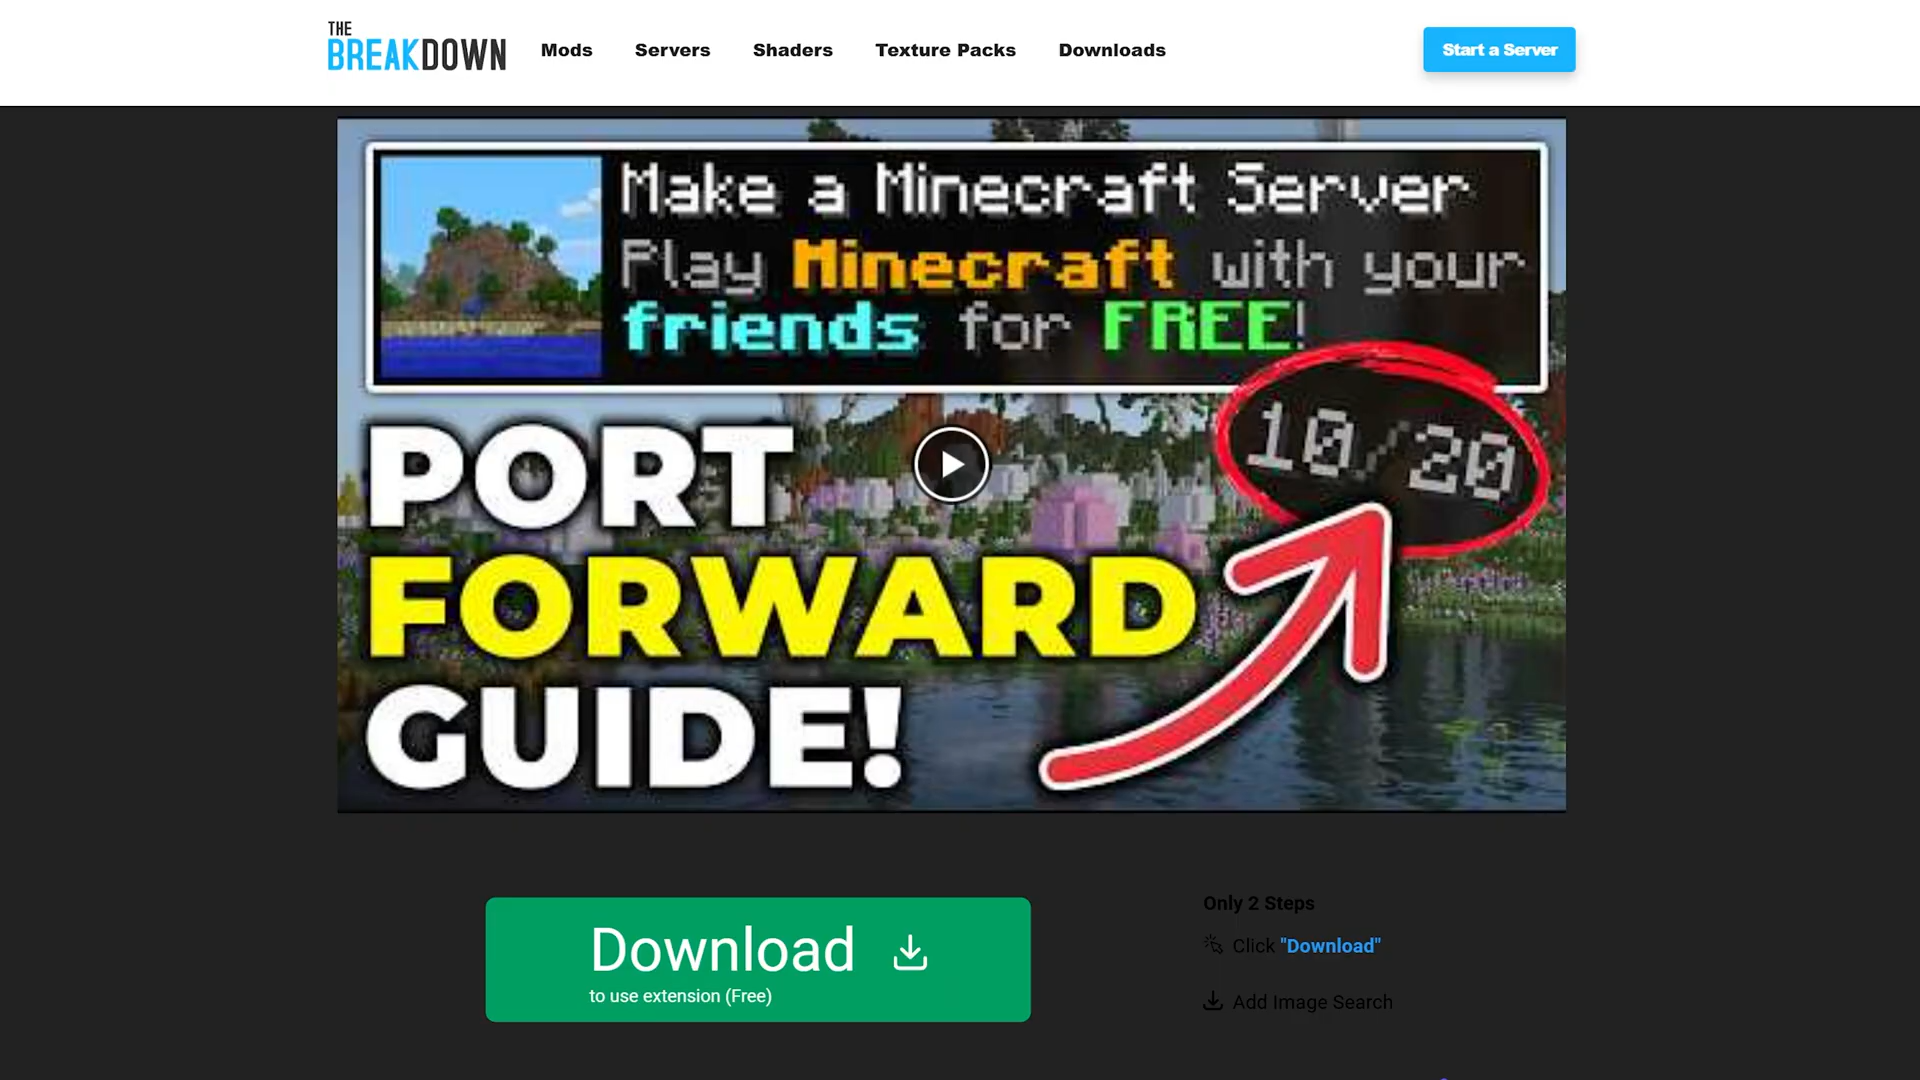 THE
BREAKDOWN
Mods
Servers
Shaders
Texture Packs
Downloads
Start a Server
Make a Minecraft Server
Play Minecraft with your
friends for FREE!
10/20
PORT
FORWARD
GUIDE!
Download
to use extension (Free)
Only 2 Steps
Click "Download"
Add Image Search